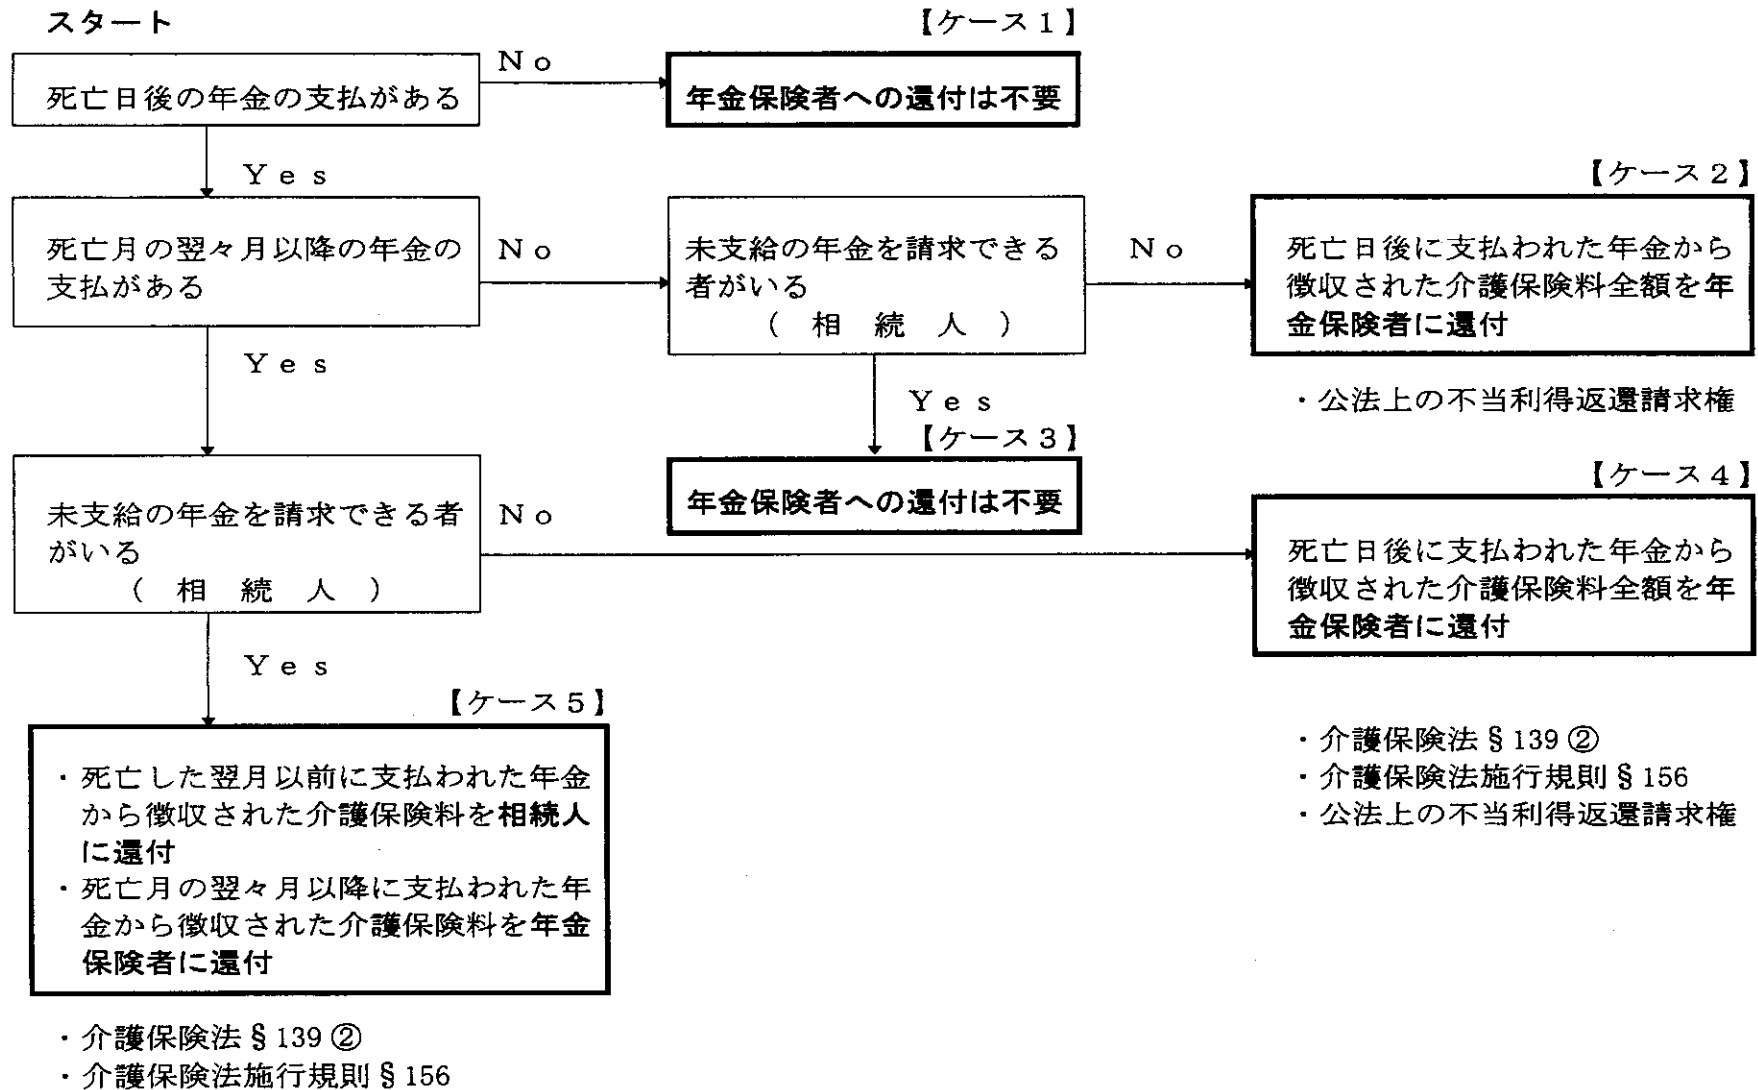 スタート
【ケース１】
死亡日後の年金の支払がある
Ｎｏ
年金保険者への還付は不要
Ｙｅｓ
【ケース２】
死亡月の翌々月以降の年金の
支払がある
Ｎｏ
未支給の年金を請求できる
者がいる
（ 相 続 人 ）
Ｎｏ
死亡日後に支払われた年金から
徴収された介護保険料全額を年
金保険者に還付
・公法上の不当利得返還請求権
Ｙｅｓ
Ｙｅｓ
【ケース３】
年金保険者への還付は不要
【ケース４】
未支給の年金を請求できる者
がいる
（ 相 続 人 ）
Ｎｏ
死亡日後に支払われた年金から
徴収された介護保険料全額を年
金保険者に還付
・介護保険法§139②
・介護保険法施行規則§156
・公法上の不当利得返還請求権
Ｙｅｓ
【ケース５】
・死亡した翌月以前に支払われた年金
から徴収された介護保険料を相続人
に還付
・死亡月の翌々月以降に支払われた年
金から徴収された介護保険料を年金
保険者に還付
・介護保険法§139②
・介護保険法施行規則§156